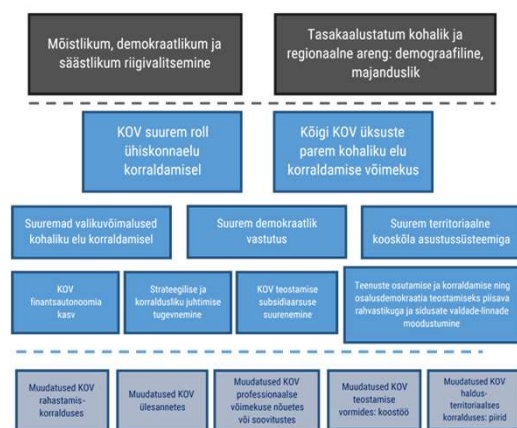 Mõistlikum, demokraatlikum ja
säästlikum riigivalitsemine
Tasakaalustatum kohalik ja
regionaalne areng: demograafiline,
majanduslik
KOV suurem roll
ühiskonnaelu
korraldamisel
Kõigi KOV üksuste
parem kohaliku elu
korraldamise võimekus
Suuremad valikuvõimalused
kohaliku elu korraldamisel
Suurem demokraatlik
vastutus
Suurem territoriaalne
kooskõla asustussüsteemiga
KOV
finantsautonoomia
kasv
Strateegilise ja
korraldusliku juhtimise
tugevnemine
KOV teostamise
subsidiaarsuse
suurenemine
Teenuste osutamise ja korraldamise ning
osalusdemokraatia teostamiseks piisava
rahvastikuga ja sidusate valdade-linnade
moodustumine
Muudatused KOV
rahastamis-
korralduses
Muudatused KOV
ülesannetes
Muudatused KOV
professionaalse
võimekuse nõuetes
või soovitustes
Muudatused KOV
teostamise
vormides: koostöö
Muudatused KOV
haldus-
territoriaalses
korralduses: piirid